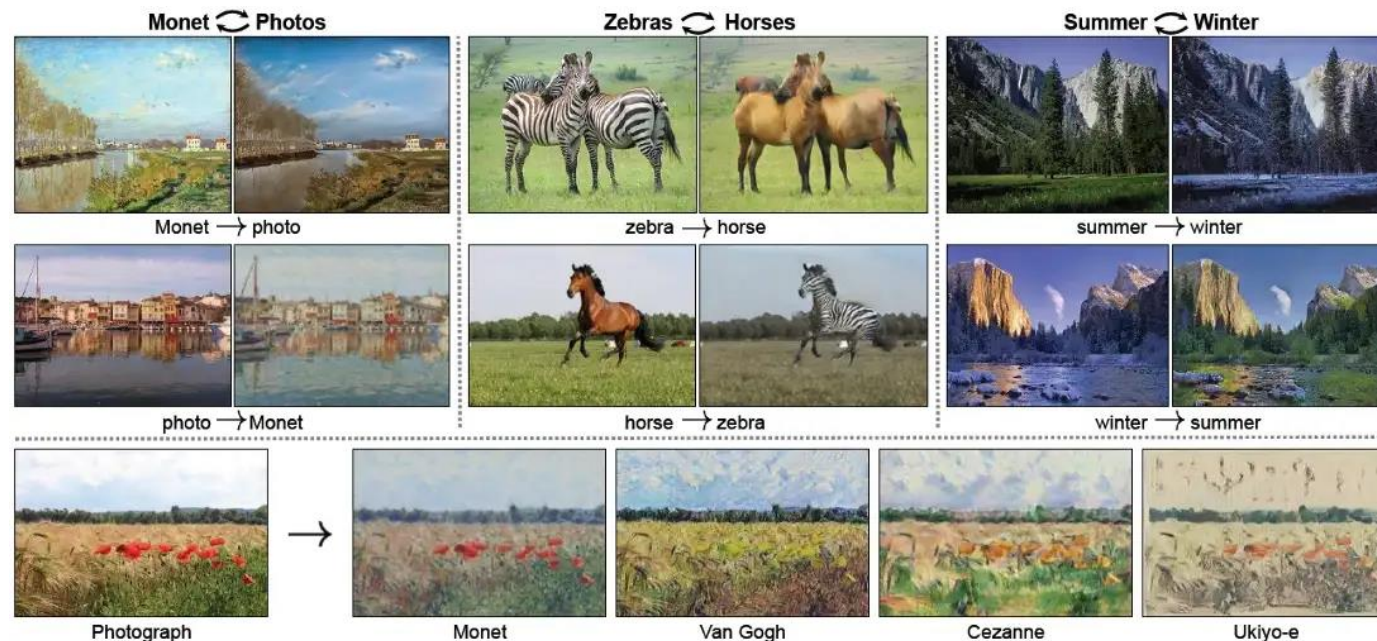 Monet Photos
Zebras Horses
Summer Winter
Monet → photo
zebra → horse
summer → winter
photo → Monet
horse → zebra
winter → summer
Photograph
Monet
Van Gogh
Cezanne
Ukiyo-e